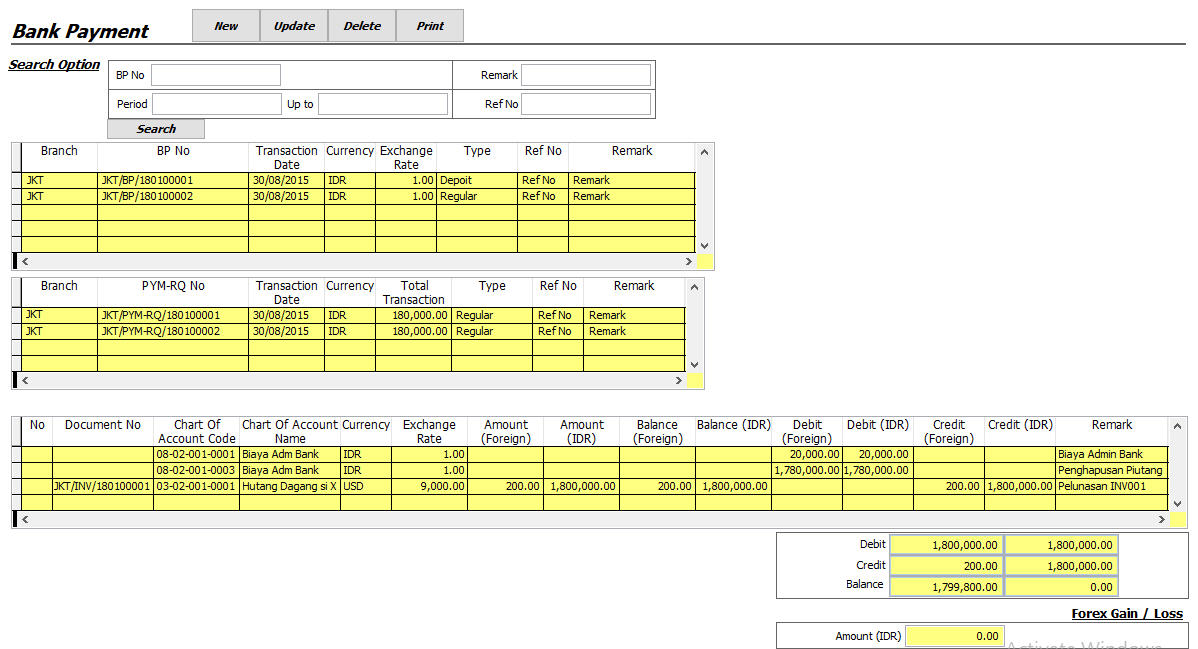 Bank Payment New Update Delete Print
Search Option
BP No Remark
Period Up to Ref No
Search
Branch BP No Transaction Currency Exchange Type Ref No Remark
Date Rate
JKT JKT/BP/180100001 30/08/2015 IDR 1.00 Depoit Ref No Remark
JKT JKT/BP/180100002 30/08/2015 IDR 1.00 Regular Ref No Remark
Branch PYM-RQ No Transaction Currency Total Type Ref No Remark
Date Transaction
JKT JKT/PYM-RQ/180100001 30/08/2015 IDR 180,000.00 Regular Ref No Remark
JKT JKT/PYM-RQ/180100002 30/08/2015 IDR 180,000.00 Regular Ref No Remark
No Document No Chart Of Chart Of Account Currency Exchange Amount Amount Balance Balance (IDR) Debit Debit (IDR) Credit Credit (IDR) Remark
Account Code Name Rate (Foreign) (IDR) (Foreign) (Foreign) (Foreign)
08-02-001-0001 Biaya Adm Bank IDR 1.00 20,000.00 20,000.00 Biaya Admin Bank
08-02-001-0003 Biaya Adm Bank IDR 1.00 1,780,000.00 1,780,000.00 Penghapusan Piutang
JKT/INV/180100001 03-02-001-0001 Hutang Dagang si X USD 9,000.00 200.00 1,800,000.00 200.00 1,800,000.00 200.00 1,800,000.00 Pelunasan INV001
Debit 1,800,000.00 1,800,000.00
Credit 200.00 1,800,000.00
Balance 1,799,800.00 0.00
Forex Gain / Loss
Amount (IDR) 0.00
Activate Windows